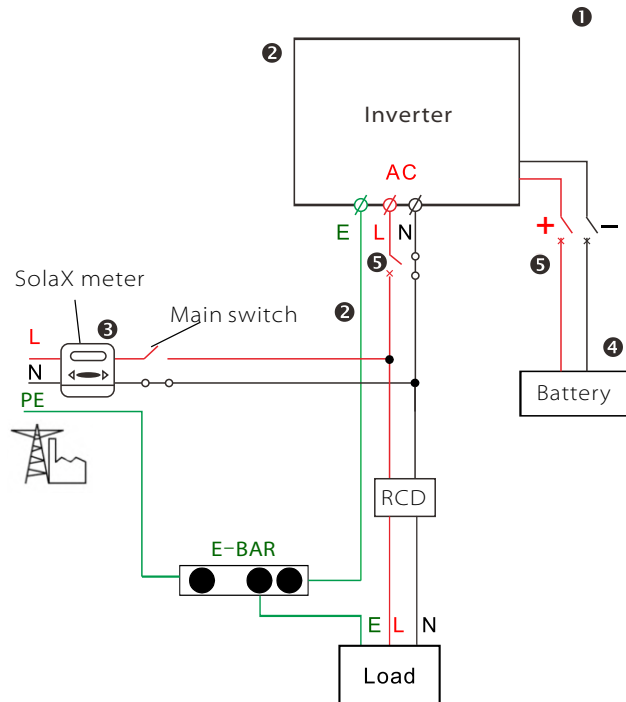 ❶
❷
Inverter
AC
E L N
+ −
❺
❺
SolaX meter
❸
Main switch
❷
L
N
PE
❹
Battery
RCD
E-BAR
E L N
Load